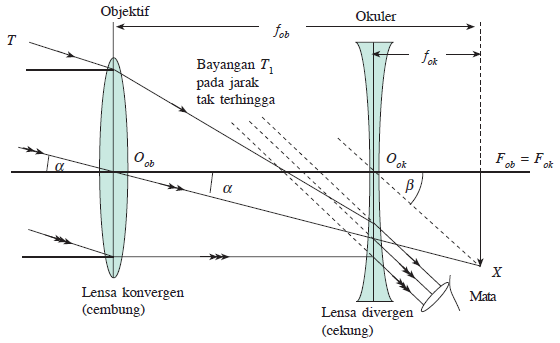 Objektif
f_ob
Okuler
T
f_ok
Bayangan T₁
pada jarak
tak terhingga
α
O_ob
α
O_ok
β
F_ob = F_ok
X
Lensa konvergen
(cembung)
Lensa divergen
(cekung)
Mata